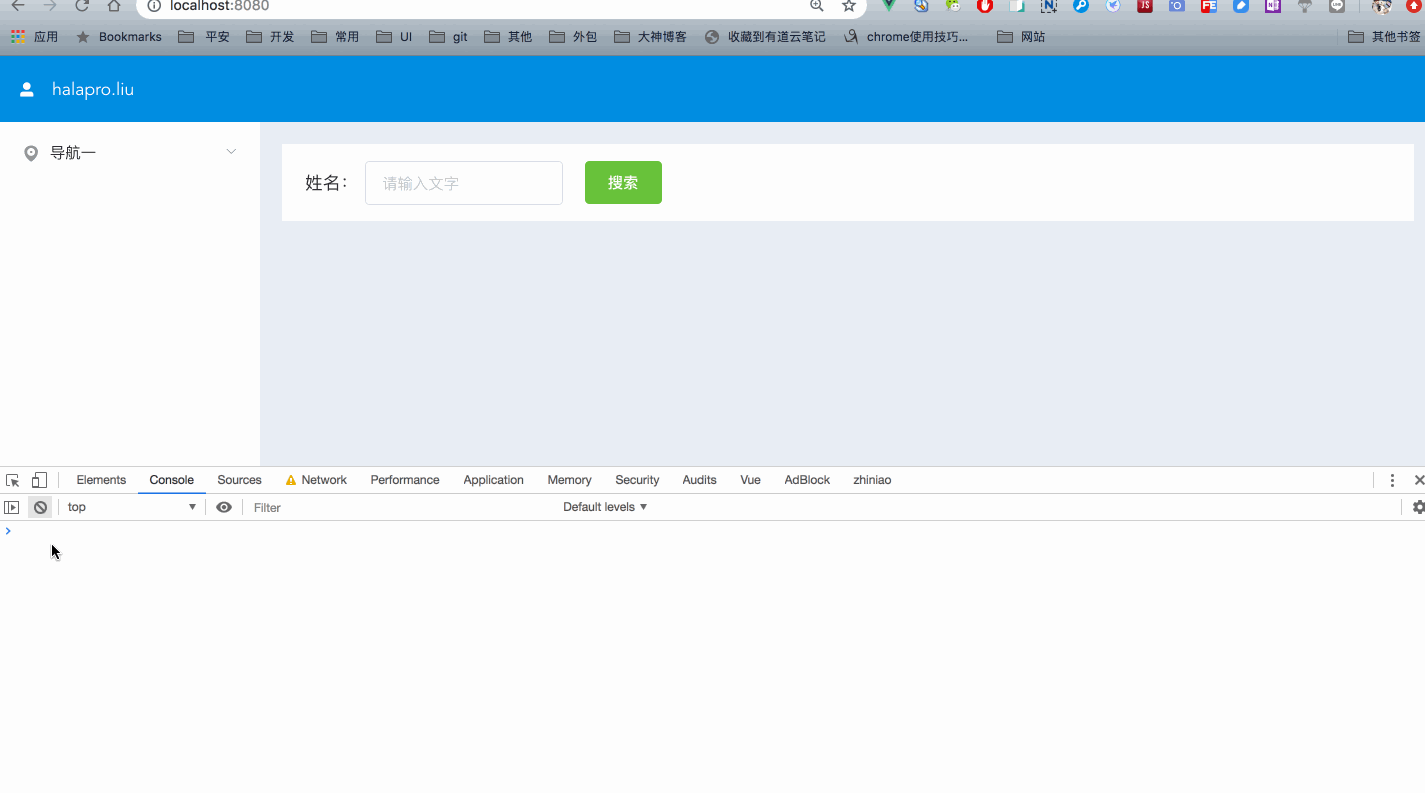 localhost:8080
应用 Bookmarks 平安 开发 常用 UI git 其他 外包 大神博客 收藏到有道云笔记 chrome使用技巧... 网站 其他书签
halapro.liu
导航一
姓名： 请输入文字 搜索
Elements Console Sources Network Performance Application Memory Security Audits Vue AdBlock zhiniao
top Filter Default levels